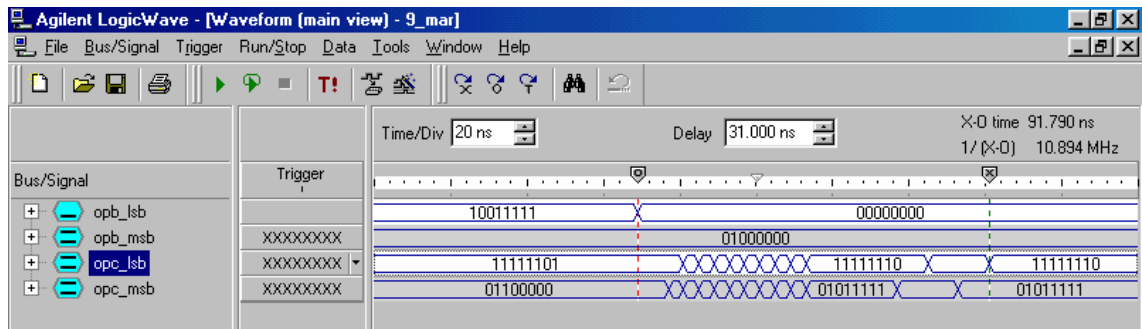 Agilent LogicWave - [Waveform (main view) - 9_mar]
File Bus/Signal Trigger Run/Stop Data Tools Window Help
T!
Time/Div 20 ns Delay 31.000 ns X-O time 91.790 ns
1/ (X-O) 10.894 MHz
Bus/Signal Trigger
opb_lsb 10011111 00000000
opb_msb XXXXXXXX 01000000
opc_lsb XXXXXXXX 11111101 11111110 11111110
opc_msb XXXXXXXX 01100000 01011111 01011111